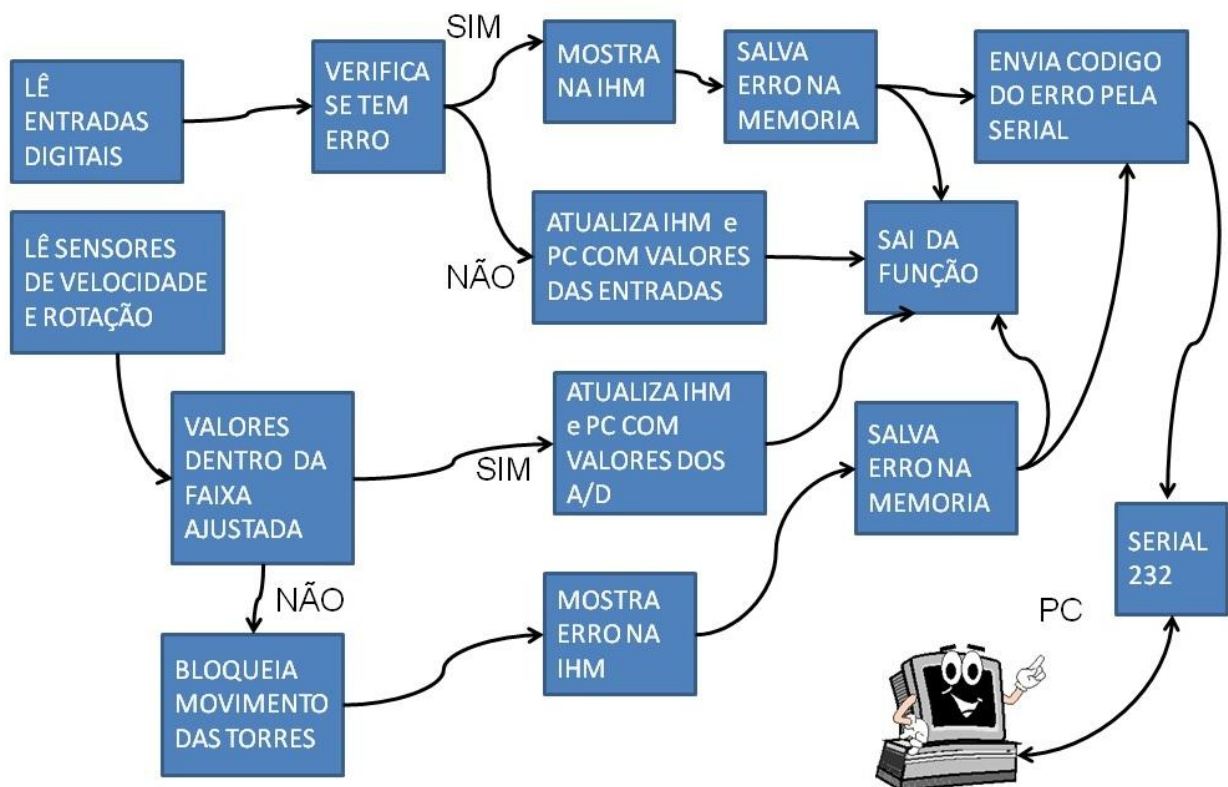 LÊ
ENTRADAS
DIGITAIS
VERIFICA
SE TEM
ERRO
SIM
MOSTRA
NA IHM
SALVA
ERRO NA
MEMORIA
ENVIA CODIGO
DO ERRO PELA
SERIAL
NÃO
ATUALIZA IHM e
PC COM VALORES
DAS ENTRADAS
SAI DA
FUNÇÃO
LÊ SENSORES
DE VELOCIDADE
E ROTAÇÃO
VALORES
DENTRO DA
FAIXA
AJUSTADA
SIM
ATUALIZA IHM
e PC COM
VALORES DOS
A/D
SALVA
ERRO NA
MEMORIA
NÃO
BLOQUEIA
MOVIMENTO
DAS TORRES
MOSTRA
ERRO NA
IHM
SERIAL
232
PC